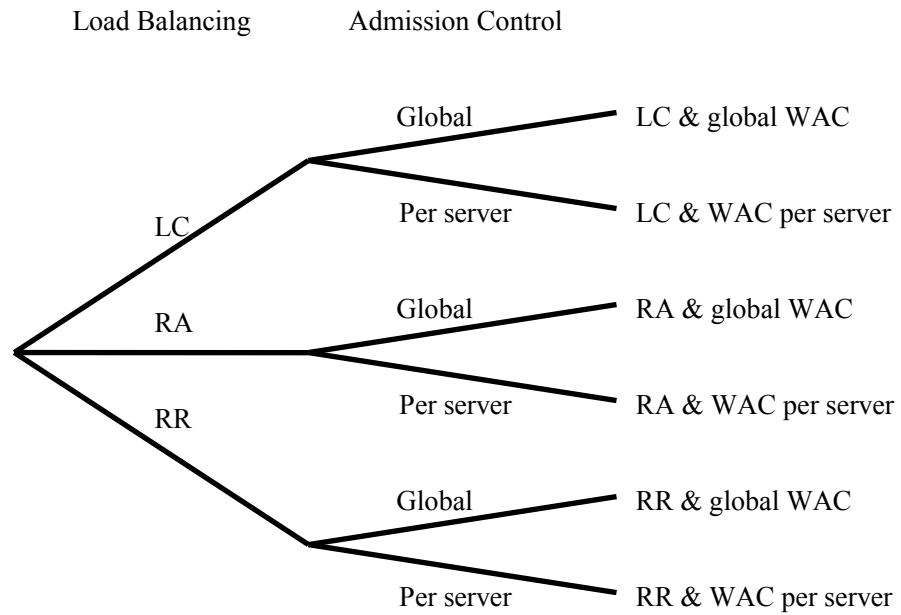 Load Balancing Admission Control
Global LC & global WAC
Per server LC & WAC per server
LC
Global RA & global WAC
RA
Per server RA & WAC per server
RR
Global RR & global WAC
Per server RR & WAC per server